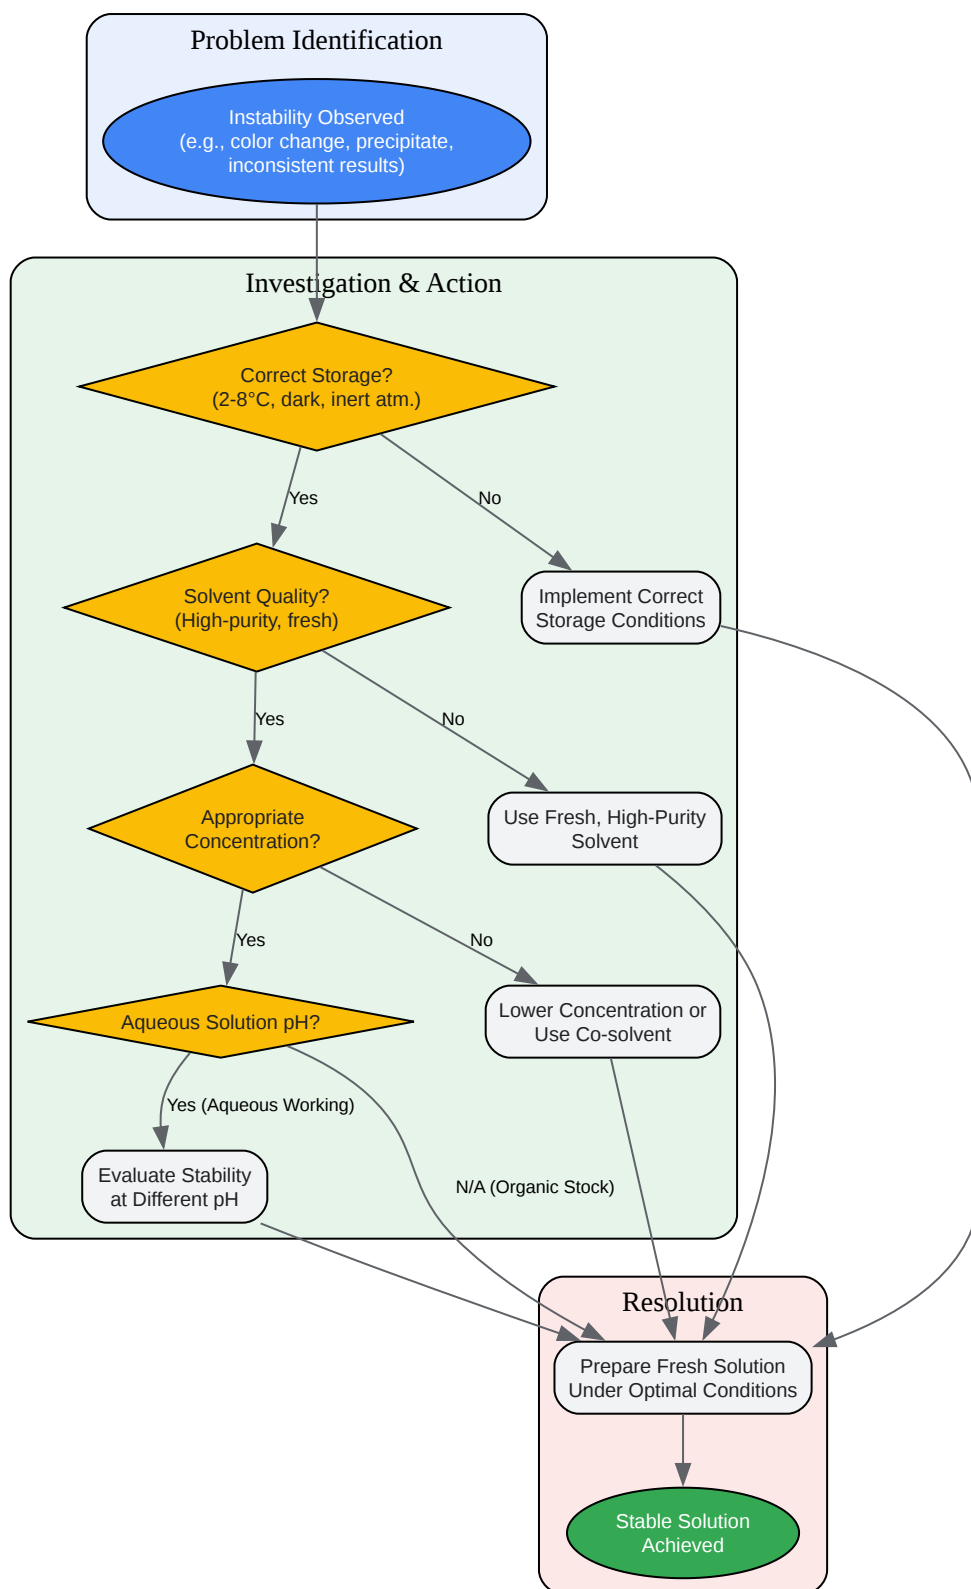 Problem Identification
Instability Observed
(e.g., color change, precipitate,
inconsistent results)
Investigation & Action
Correct Storage?
(2-8°C, dark, inert atm.)
Yes
No
Solvent Quality?
(High-purity, fresh)
Implement Correct
Storage Conditions
Yes
No
Appropriate
Concentration?
Use Fresh, High-Purity
Solvent
Yes
No
Aqueous Solution pH?
Lower Concentration or
Use Co-solvent
Yes (Aqueous Working)
N/A (Organic Stock)
Evaluate Stability
at Different pH
Resolution
Prepare Fresh Solution
Under Optimal Conditions
Stable Solution
Achieved